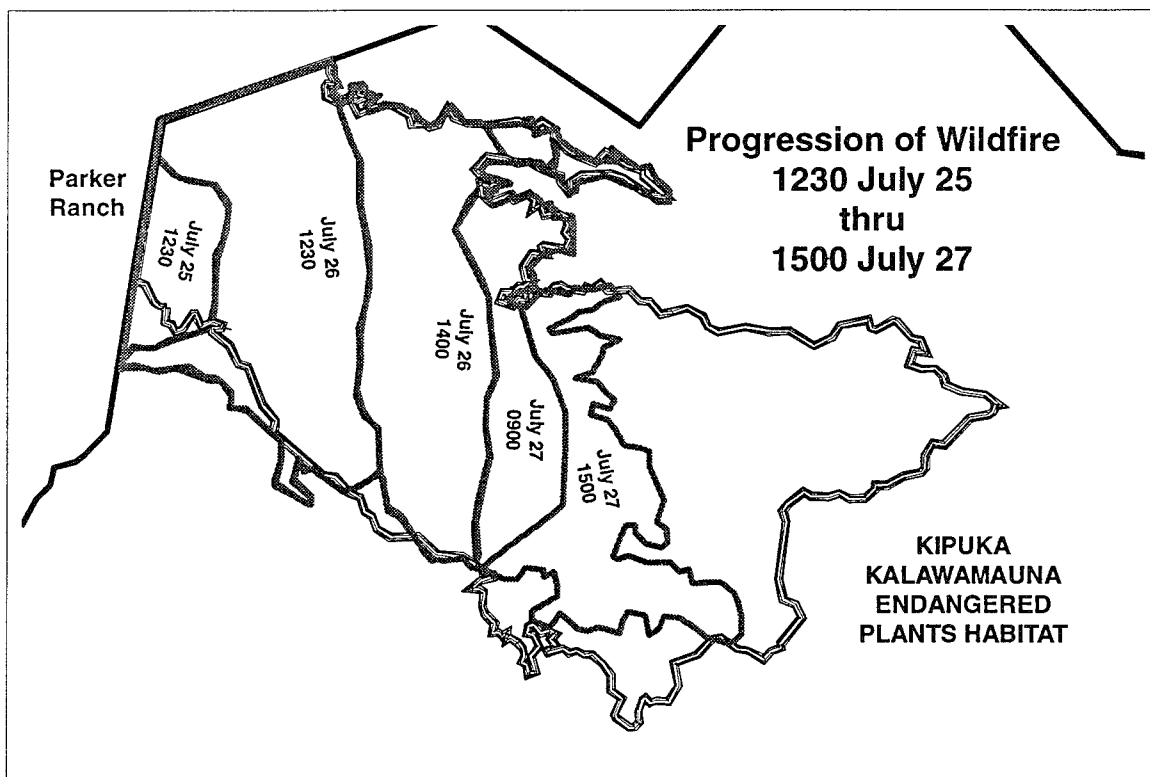 Progression of Wildfire
1230 July 25
thru
1500 July 27
Parker
Ranch
July 25
1230
July 26
1230
July 26
1400
July 27
0900
July 27
1500
KIPUKA
KALAWAMAUNA
ENDANGERED
PLANTS HABITAT